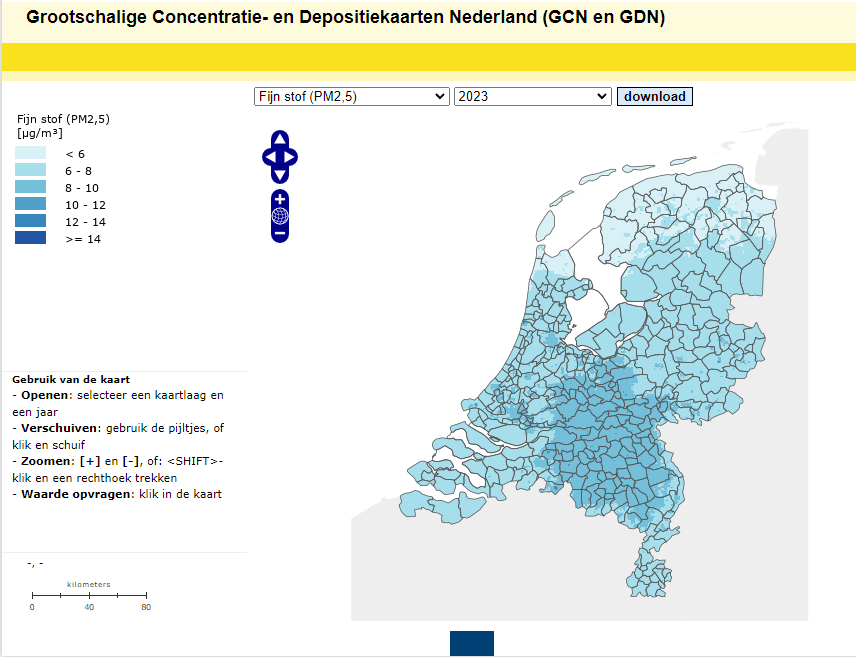 Grootschalige Concentratie- en Depositiekaarten Nederland (GCN en GDN)
Fijn stof (PM2,5)
2023
download
Fijn stof (PM2,5)
[µg/m³]
< 6
6 - 8
8 - 10
10 - 12
12 - 14
>= 14
Gebruik van de kaart
- Openen: selecteer een kaartlaag en
een jaar
- Verschuiven: gebruik de pijltjes, of
klik en schuif
- Zoomen: [+] en [-], of: <SHIFT>-
klik en een rechthoek trekken
- Waarde opvragen: klik in de kaart
-, -
kilometers
0 40 80